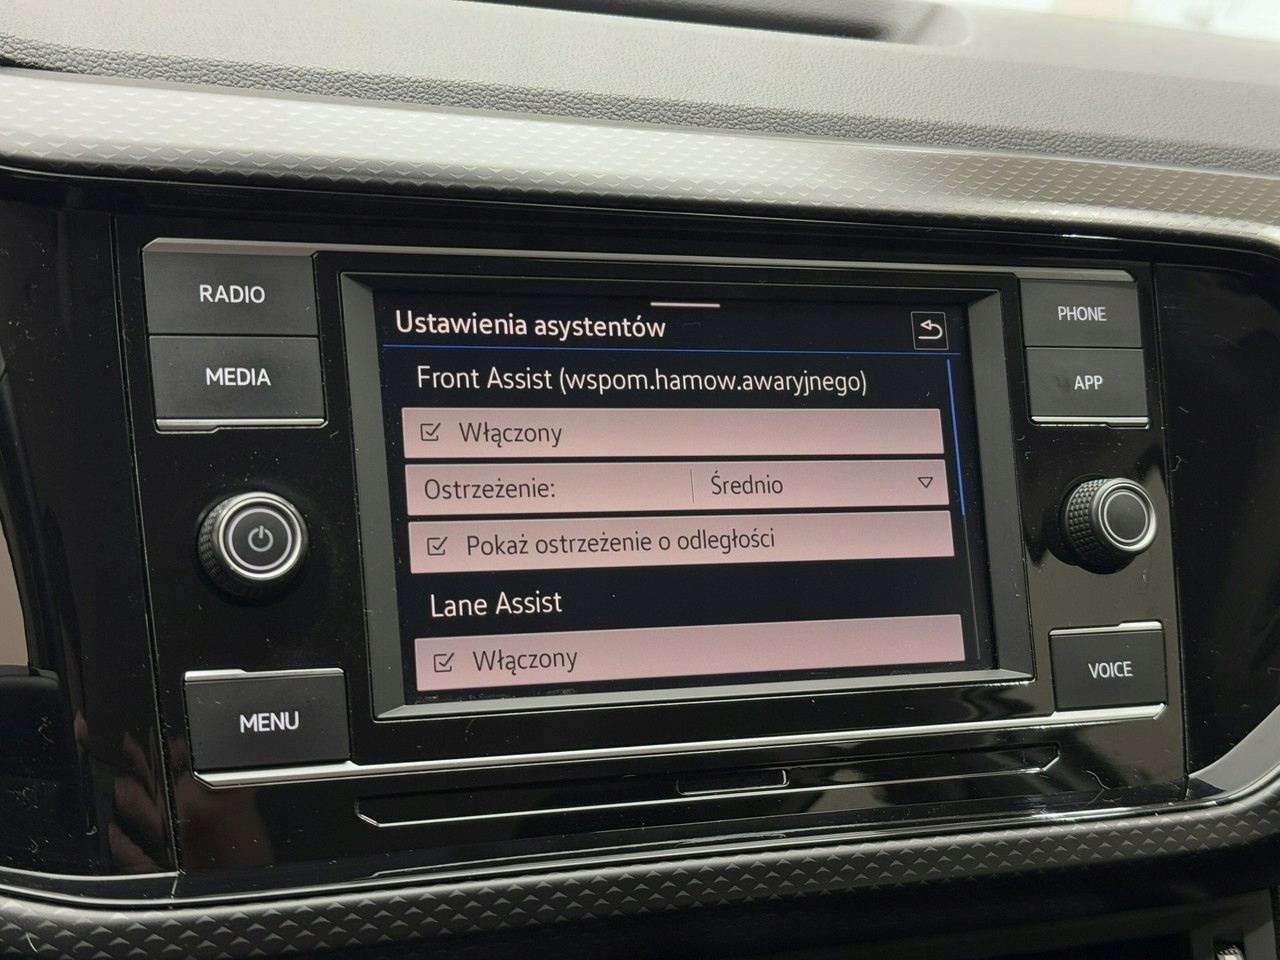 RADIO
MEDIA
MENU
Ustawienia asystentów
Front Assist (wspom.hamow.awaryjnego)
Włączony
Ostrzeżenie: Średnio
Pokaż ostrzeżenie o odległości
Lane Assist
Włączony
PHONE
APP
VOICE